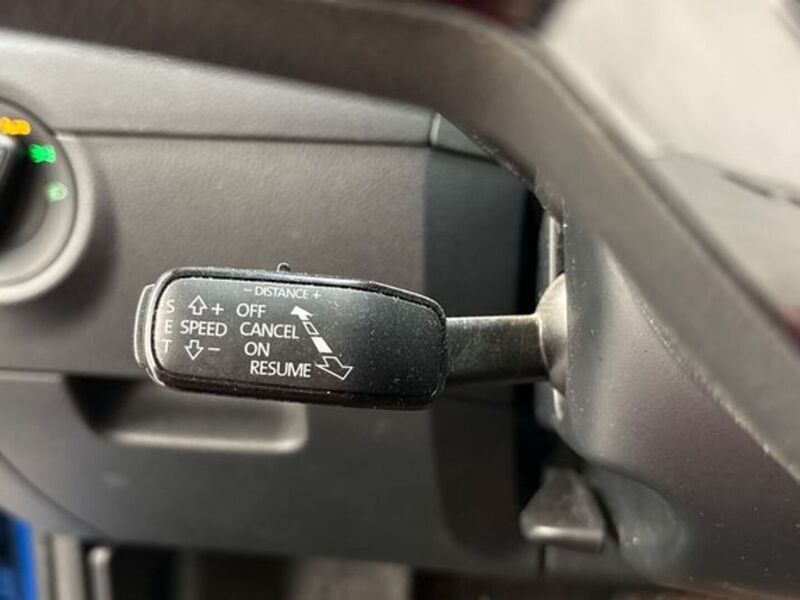 - DISTANCE +
S + OFF
E SPEED CANCEL
T - ON
RESUME